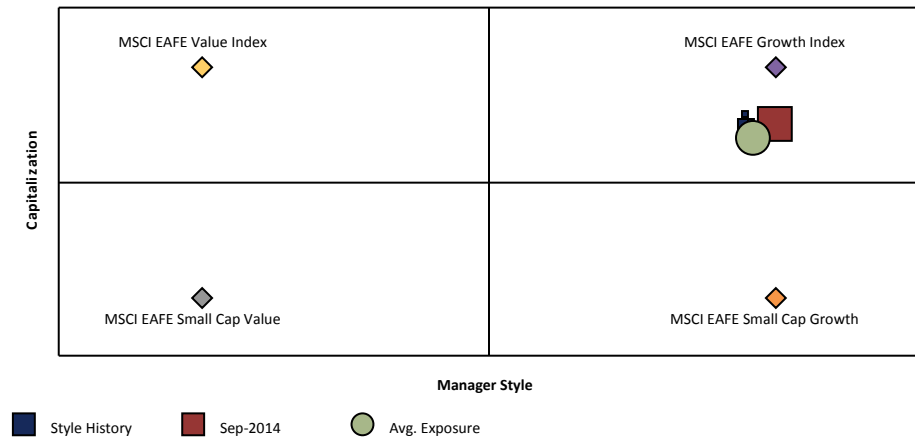 MSCI EAFE Value Index
MSCI EAFE Growth Index
Capitalization
MSCI EAFE Small Cap Value
MSCI EAFE Small Cap Growth
Manager Style
Style History
Sep-2014
Avg. Exposure